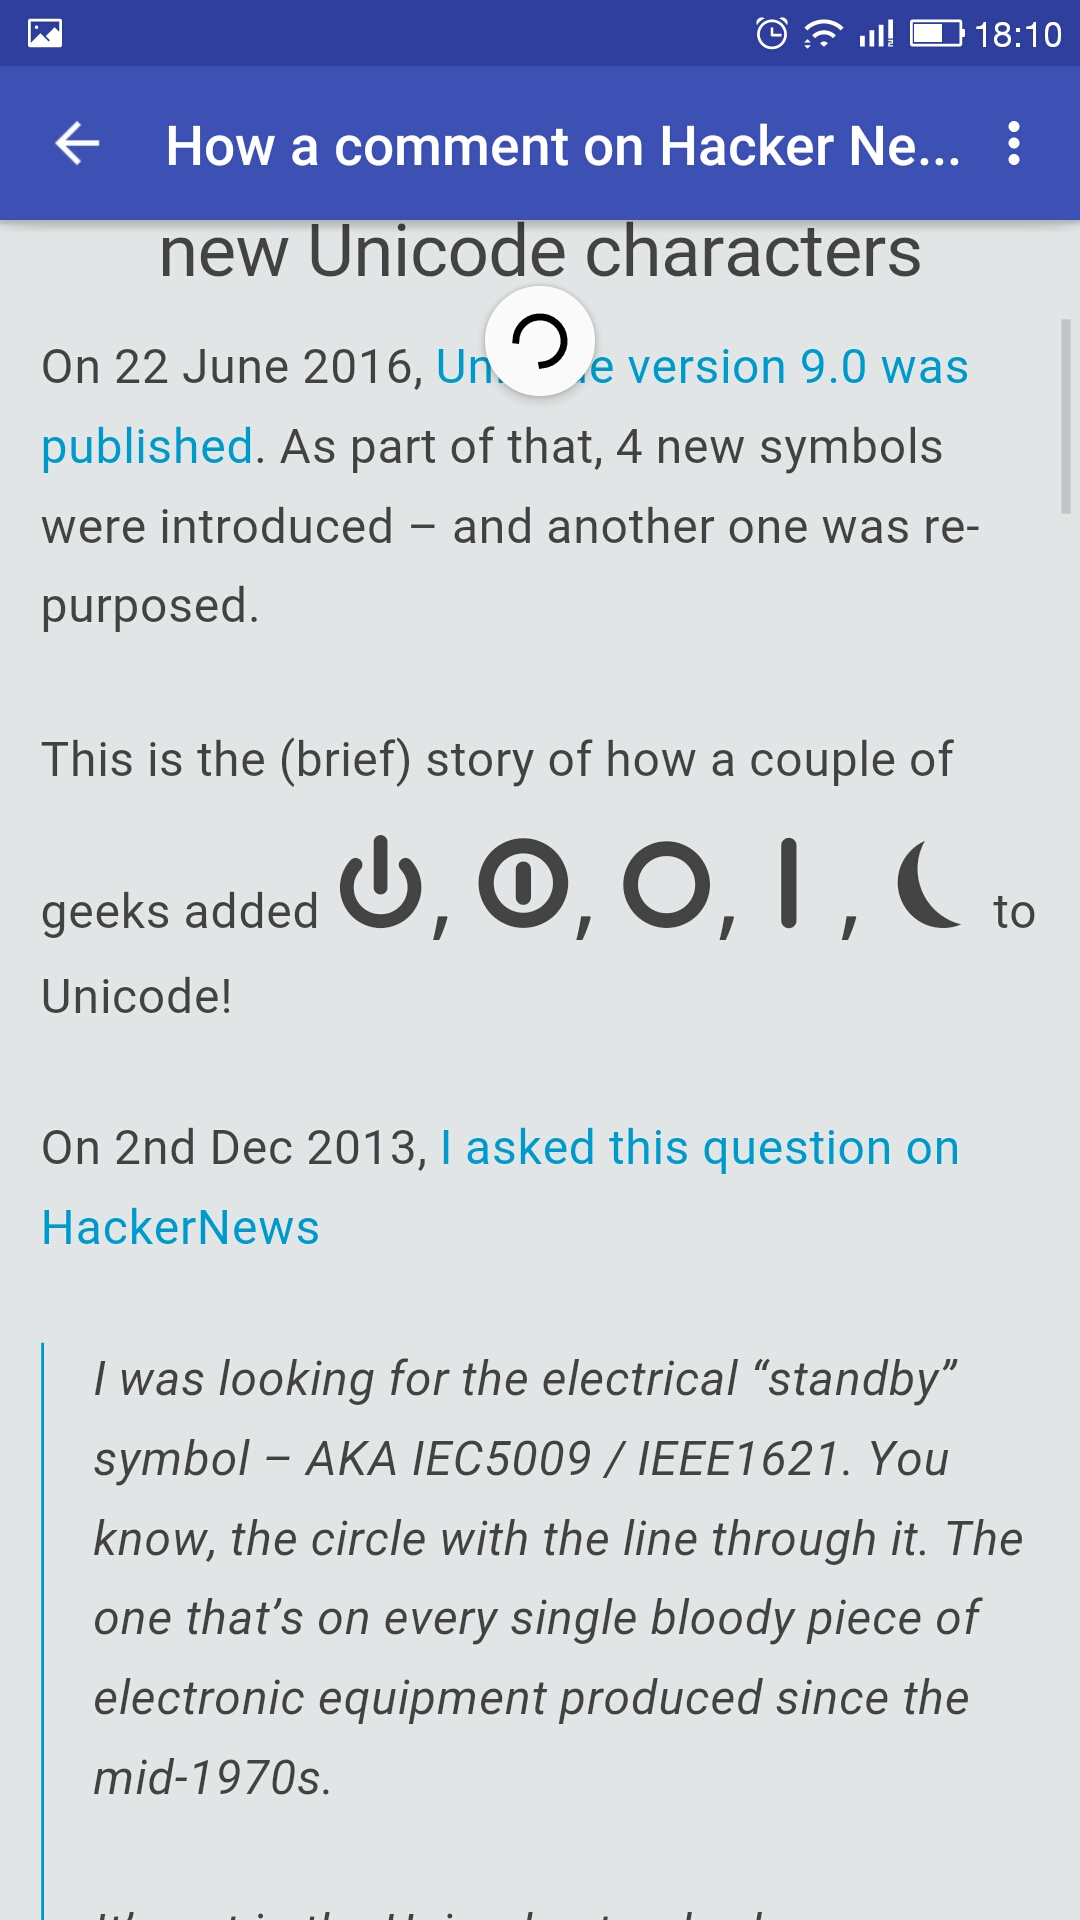 18:10
How a comment on Hacker Ne...
new Unicode characters
On 22 June 2016, version 9.0 was
published. As part of that, 4 new symbols
were introduced – and another one was re-
purposed.
This is the (brief) story of how a couple of
geeks added ⏻, ⏼, ⭘, ⏽, ⏾ to
Unicode!
On 2nd Dec 2013, I asked this question on
HackerNews
I was looking for the electrical “standby”
symbol – AKA IEC5009 / IEEE1621. You
know, the circle with the line through it. The
one that’s on every single bloody piece of
electronic equipment produced since the
mid-1970s.